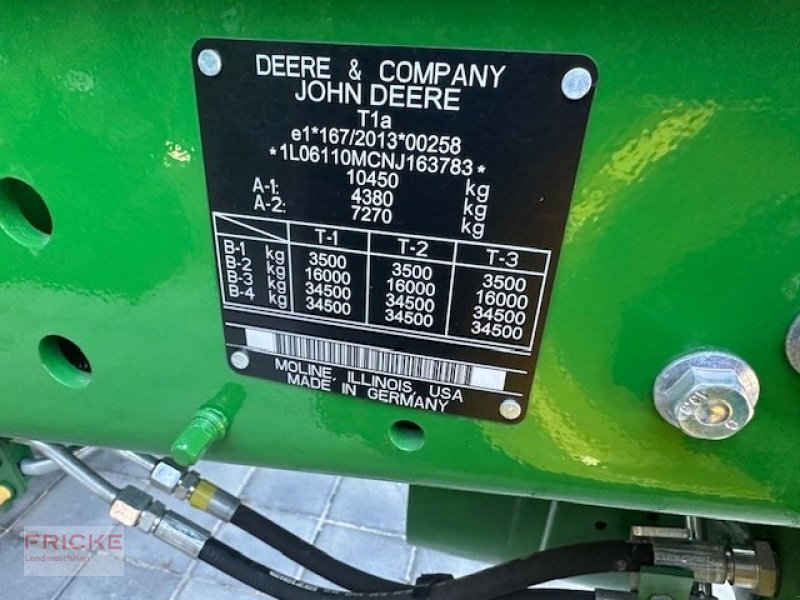 DEERE & COMPANY
JOHN DEERE
T1a
e1*167/2013*00258
*1L06110MCNJ163783*
10450 kg
A-1: 4380 kg
A-2: 7270 kg
T-1 T-2 T-3
B-1 kg 3500 3500 3500
B-2 kg 16000 16000 16000
B-3 kg 34500 34500 34500
B-4 kg 34500 34500 34500
MOLINE, ILLINOIS, USA
MADE IN GERMANY
FRICKE
Landmaschinen